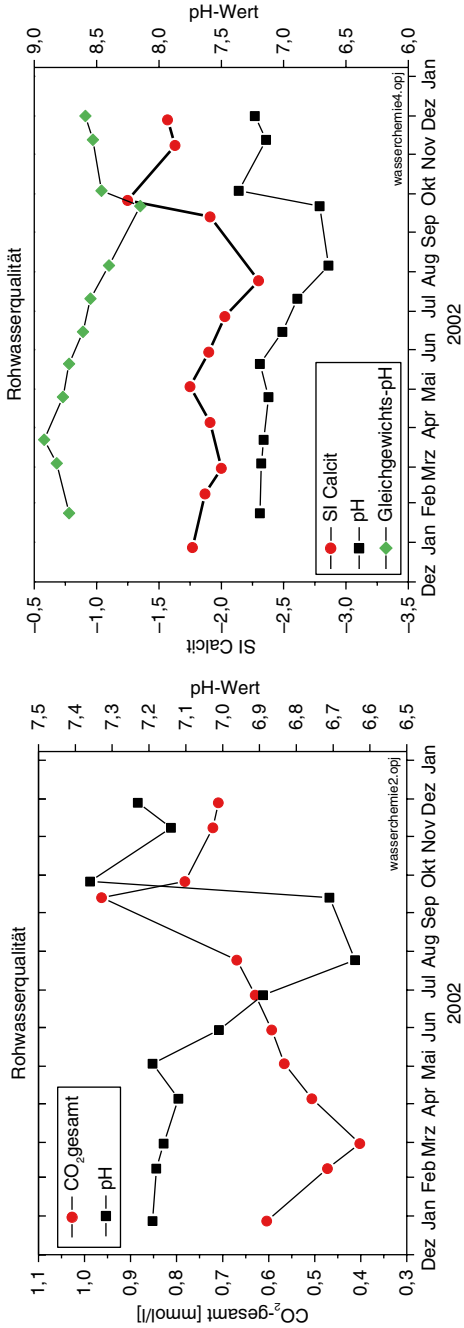 Rohwasserqualität
CO₂gesamt
pH
CO₂-gesamt [mmol/l]
1,1
1,0
0,9
0,8
0,7
0,6
0,5
0,4
0,3
pH-Wert
7,5
7,4
7,3
7,2
7,1
7,0
6,9
6,8
6,7
6,6
6,5
wasserchemie2.opj
Dez Jan Feb Mrz Apr Mai Jun Jul Aug Sep Okt Nov Dez Jan
2002
Rohwasserqualität
SI Calcit
–0,5
–1,0
–1,5
–2,0
–2,5
–3,0
–3,5
pH-Wert
9,0
8,5
8,0
7,5
7,0
6,5
6,0
SI Calcit
pH
Gleichgewichts-pH
wasserchemie4.opj
Dez Jan Feb Mrz Apr Mai Jun Jul Aug Sep Okt Nov Dez Jan
2002